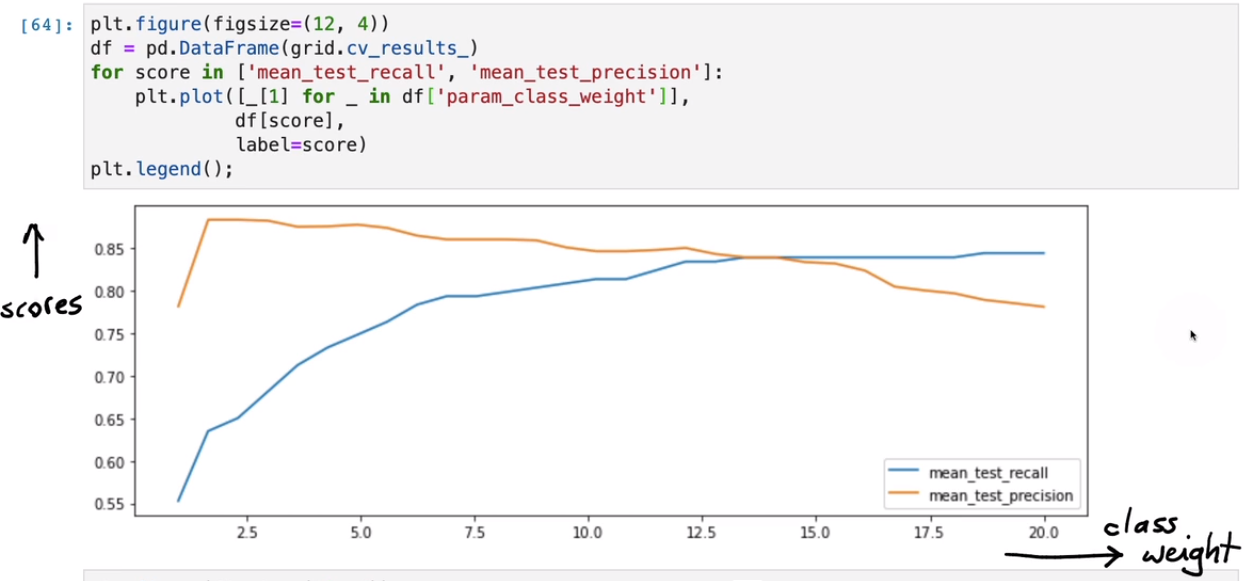 [64]: plt.figure(figsize=(12, 4))
df = pd.DataFrame(grid.cv_results_)
for score in ['mean_test_recall', 'mean_test_precision']:
    plt.plot([_[1] for _ in df['param_class_weight']],
            df[score],
            label=score)
plt.legend();
scores
0.85
0.80
0.75
0.70
0.65
0.60
0.55
mean_test_recall
mean_test_precision
2.5 5.0 7.5 10.0 12.5 15.0 17.5 20.0
class
weight